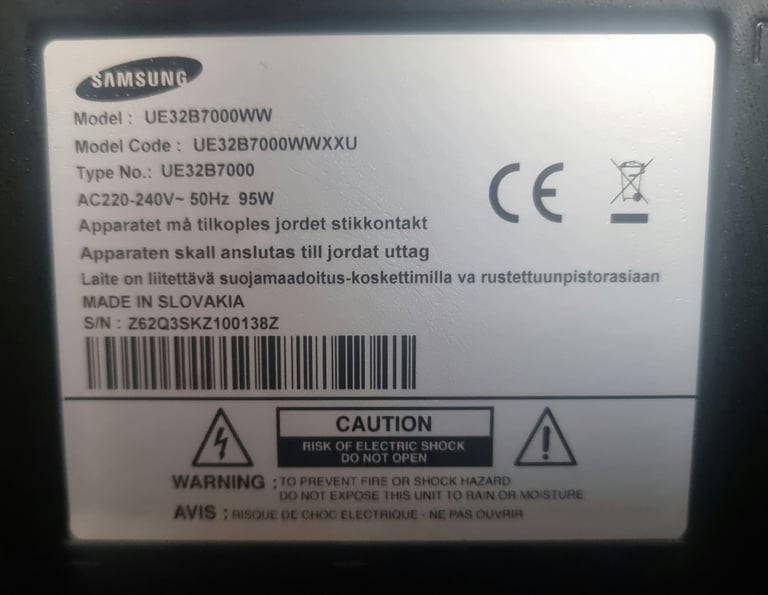 SAMSUNG
Model : UE32B7000WW
Model Code : UE32B7000WWXXU
Type No.: UE32B7000
AC220-240V~ 50Hz 95W
Apparatet må tilkoples jordet stikkontakt
Apparaten skall anslutas till jordat uttag
Laite on liitettävä suojamaadoitus-koskettimilla va rustettuunpistorasiaan
MADE IN SLOVAKIA
S/N : Z62Q3SKZ100138Z
CE
CAUTION
RISK OF ELECTRIC SHOCK
DO NOT OPEN
WARNING : TO PREVENT FIRE OR SHOCK HAZARD
DO NOT EXPOSE THIS UNIT TO RAIN OR MOISTURE
AVIS : RISQUE DE CHOC ELECTRIQUE - NE PAS OUVRIR